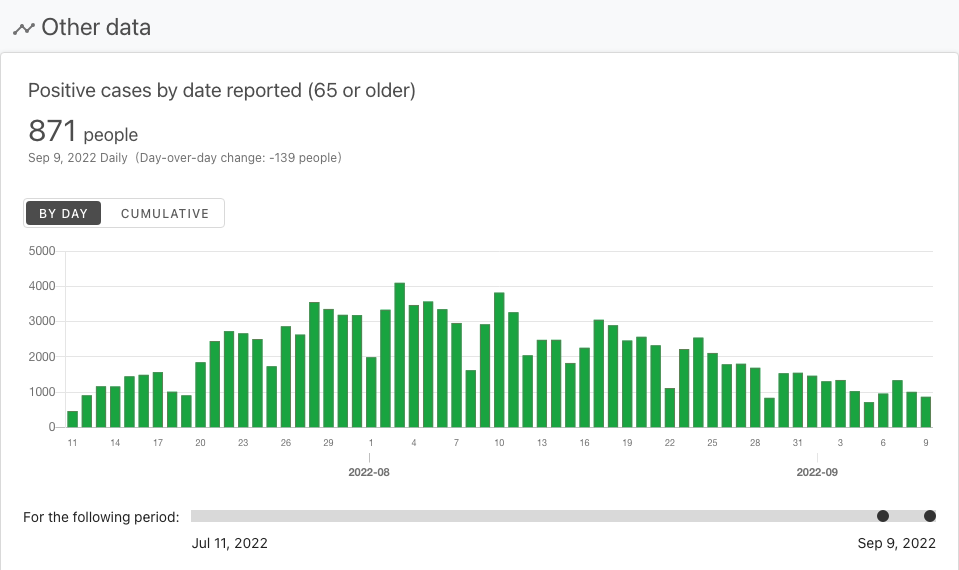 Other data
Positive cases by date reported (65 or older)
871 people
Sep 9, 2022 Daily (Day-over-day change: -139 people)
BY DAY CUMULATIVE
5000
4000
3000
2000
1000
0
11 14 17 20 23 26 29 1 4 7 10 13 16 19 22 25 28 31 3 6 9
2022-08 2022-09
For the following period:
Jul 11, 2022 Sep 9, 2022